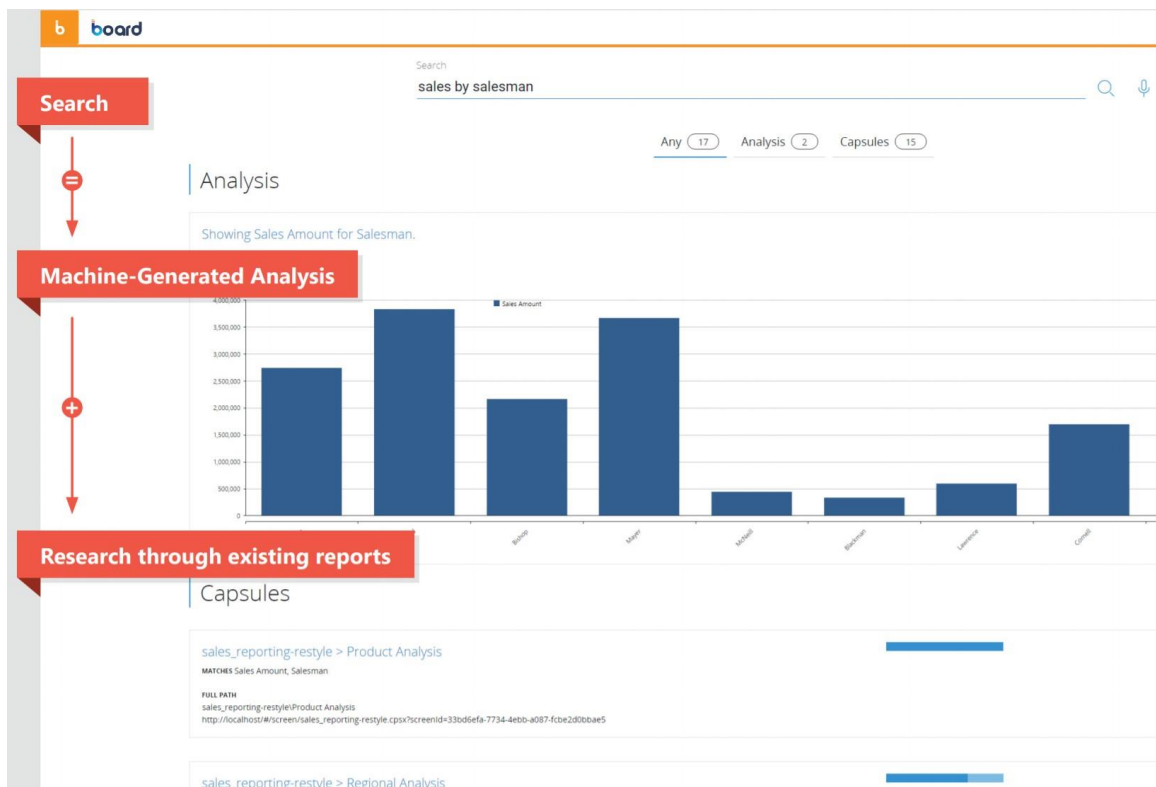 b board
Search
sales by salesman
Search
Any 17 Analysis 2 Capsules 15
Analysis
Showing Sales Amount for Salesman.
Machine-Generated Analysis
Sales Amount
4,000,000
3,500,000
3,000,000
2,500,000
2,000,000
1,500,000
1,000,000
500,000
0
Bishop Mayer McNeill Blackman Lawrence Cornell
Research through existing reports
Capsules
sales_reporting-restyle > Product Analysis
MATCHES Sales Amount, Salesman
FULL PATH
sales_reporting-restyle\Product Analysis
http://localhost/#/screen/sales_reporting-restyle.cpsx?screenId=33bd6efa-7734-4ebb-a087-fcbe2d0bbae5
sales_reporting-restyle > Regional Analysis